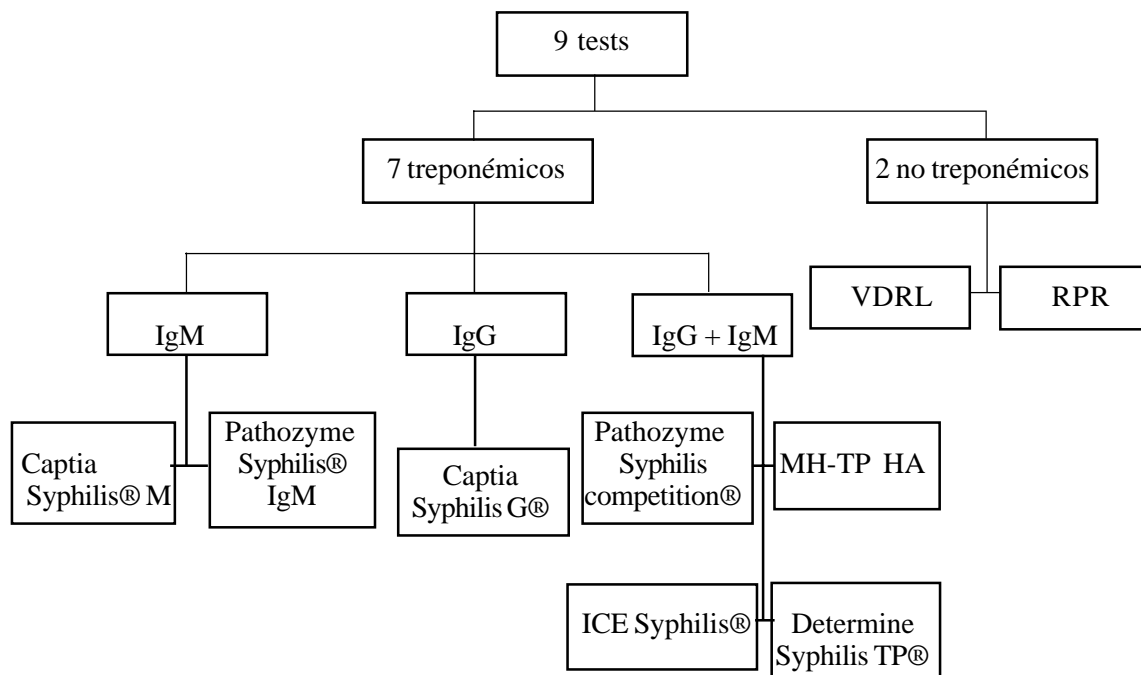 9 tests
7 treponémicos
2 no treponémicos
VDRL
RPR
IgM
IgG
IgG + IgM
Captia
Syphilis® M
Pathozyme
Syphilis®
IgM
Captia
Syphilis G®
Pathozyme
Syphilis
competition®
MH-TP HA
ICE Syphilis®
Determine
Syphilis TP®